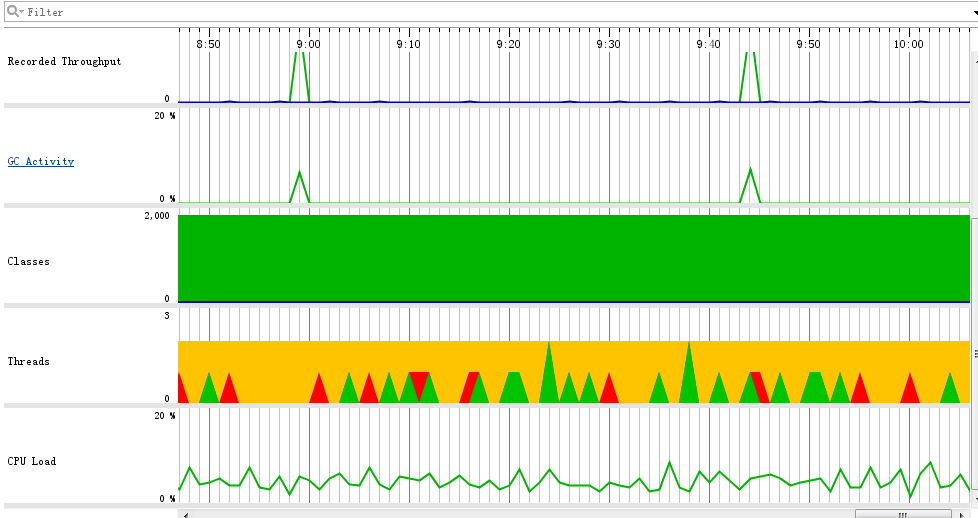 Filter
8:50 9:00 9:10 9:20 9:30 9:40 9:50 10:00
Recorded Throughput
0
20 %
GC Activity
0 %
2,000
Classes
0
3
Threads
0
20 %
CPU Load
0 %